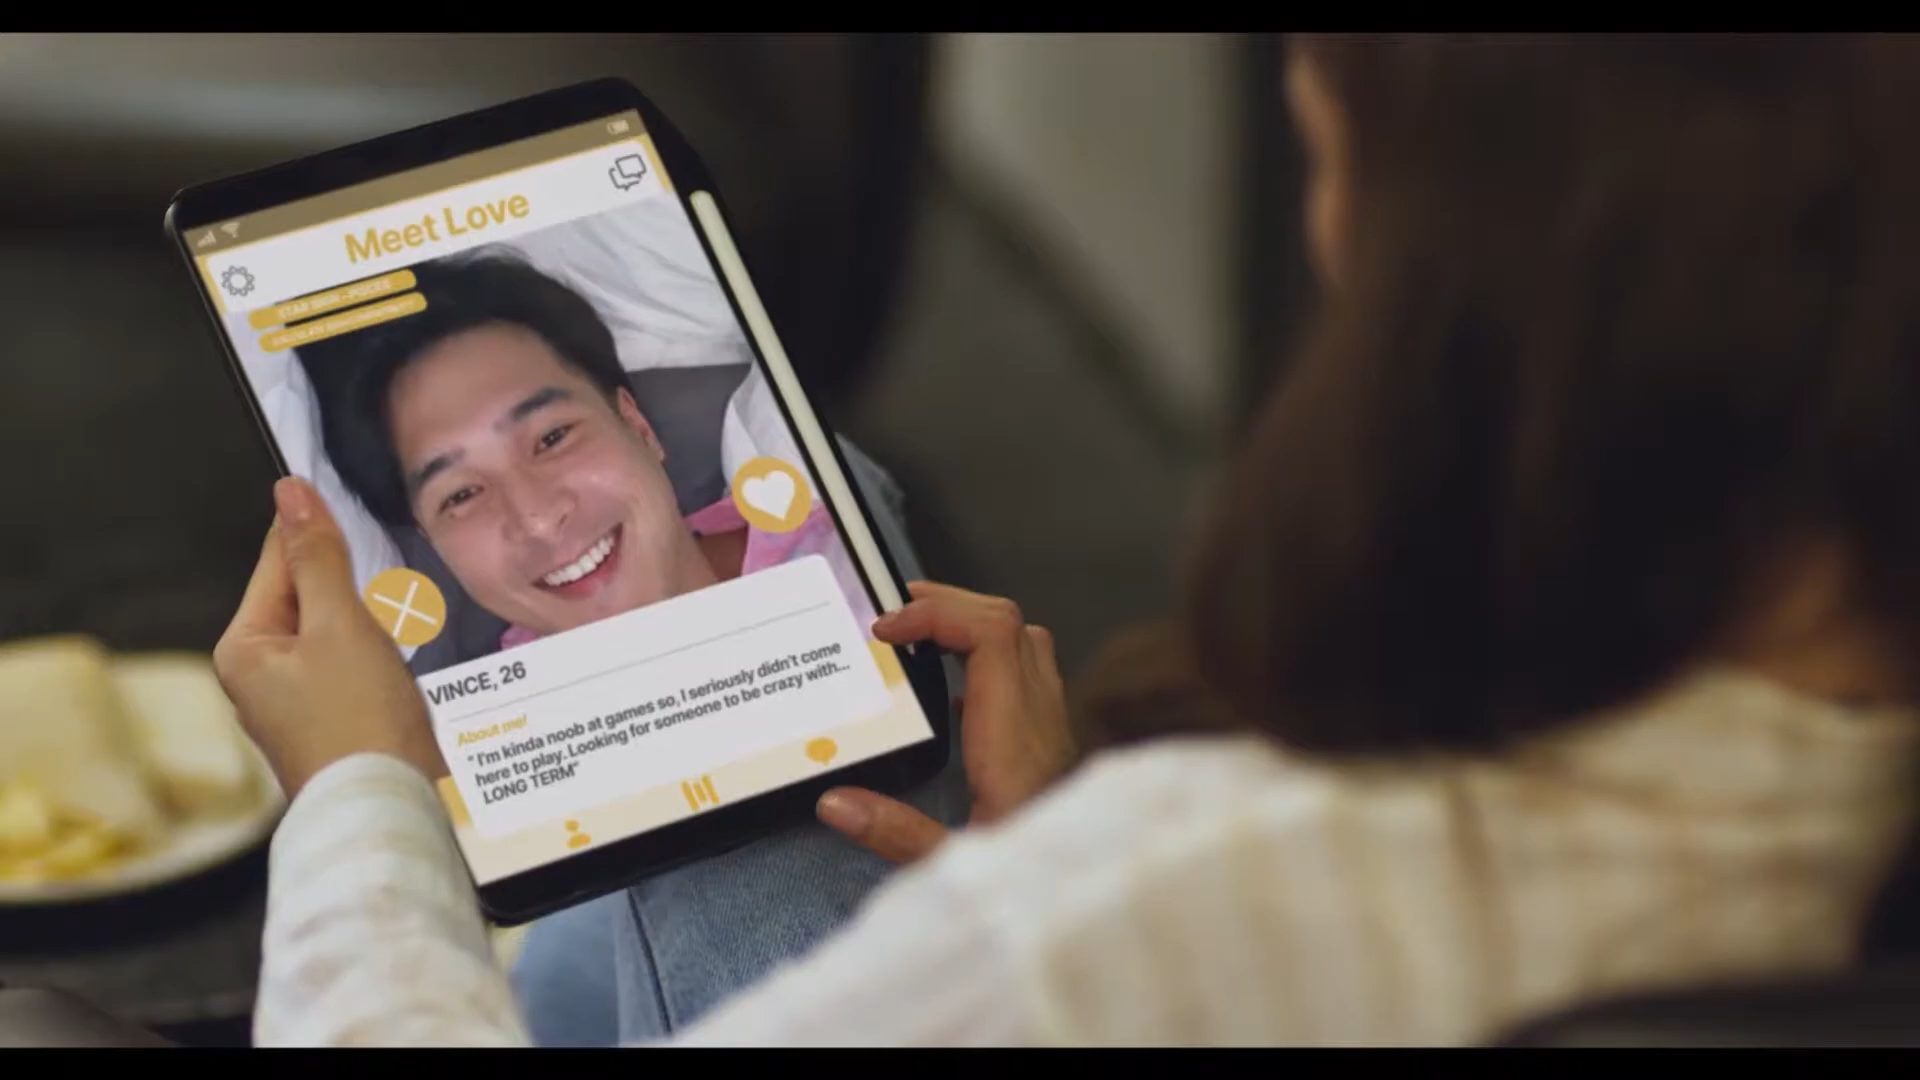 Meet Love
VINCE, 26
About me!
"I'm kinda noob at games so, I seriously didn't come
here to play. Looking for someone to be crazy with...
LONG TERM"